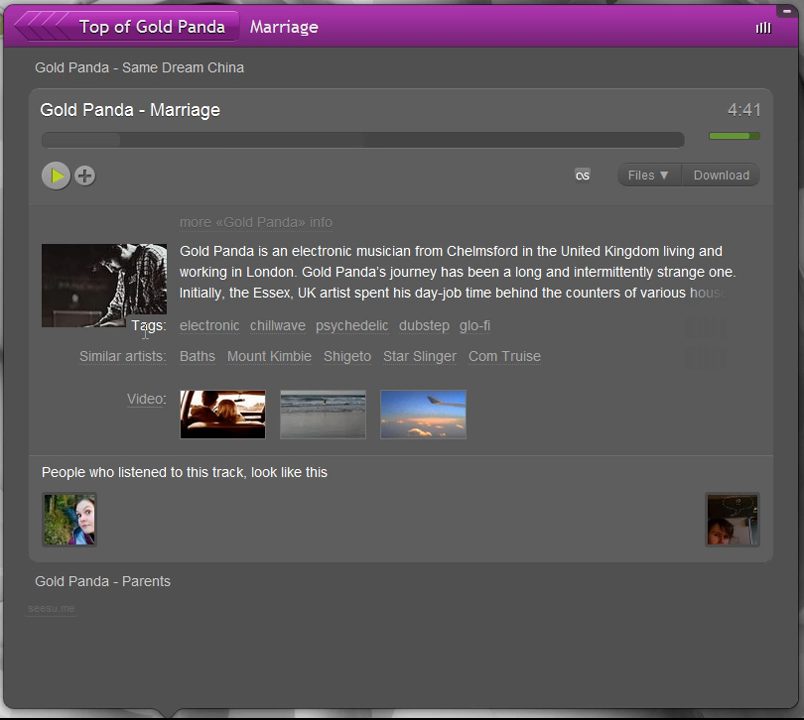 Top of Gold Panda Marriage
Gold Panda - Same Dream China
Gold Panda - Marriage 4:41
as Files ▼ Download
more «Gold Panda» info
Gold Panda is an electronic musician from Chelmsford in the United Kingdom living and
working in London. Gold Panda's journey has been a long and intermittently strange one.
Initially, the Essex, UK artist spent his day-job time behind the counters of various hous
Tags: electronic chillwave psychedelic dubstep glo-fi
Similar artists: Baths Mount Kimbie Shigeto Star Slinger Com Truise
Video:
People who listened to this track, look like this
Gold Panda - Parents
seesu.me